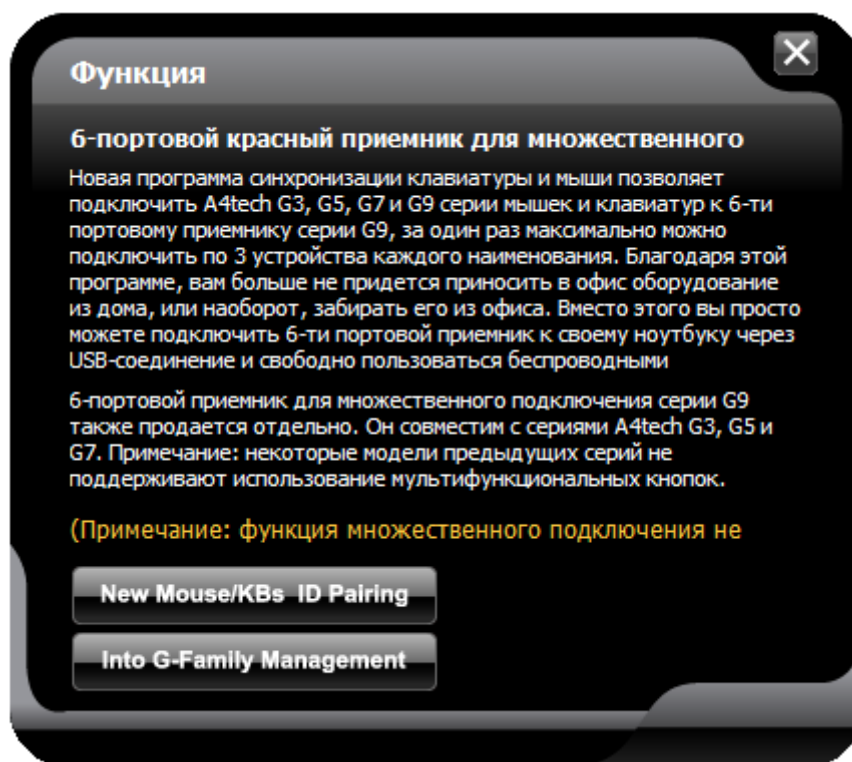 Функция
6-портовой красный приемник для множественного
Новая программа синхронизации клавиатуры и мыши позволяет
подключить A4tech G3, G5, G7 и G9 серии мышек и клавиатур к 6-ти
портовому приемнику серии G9, за один раз максимально можно
подключить по 3 устройства каждого наименования. Благодаря этой
программе, вам больше не придется приносить в офис оборудование
из дома, или наоборот, забирать его из офиса. Вместо этого вы просто
можете подключить 6-ти портовой приемник к своему ноутбуку через
USB-соединение и свободно пользоваться беспроводными
6-портовой приемник для множественного подключения серии G9
также продается отдельно. Он совместим с сериями A4tech G3, G5 и
G7. Примечание: некоторые модели предыдущих серий не
поддерживают использование мультифункциональных кнопок.
(Примечание: функция множественного подключения не
New Mouse/KBs ID Pairing
Into G-Family Management